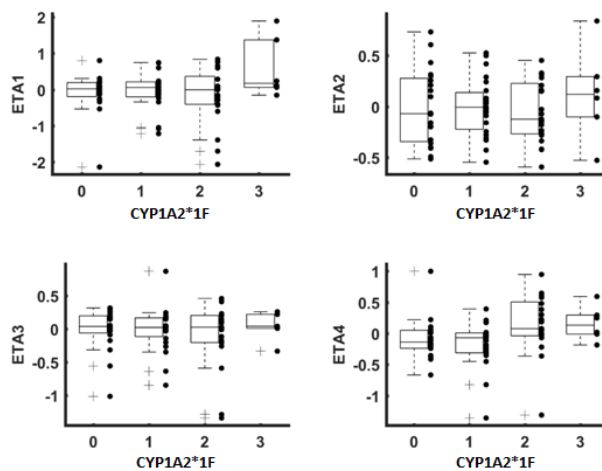 2
1
0
-1
-2
ETA1
0 1 2 3
CYP1A2*1F
0.5
0
-0.5
ETA2
0 1 2 3
CYP1A2*1F
0.5
0
-0.5
-1
ETA3
0 1 2 3
CYP1A2*1F
1
0.5
0
-0.5
-1
ETA4
0 1 2 3
CYP1A2*1F